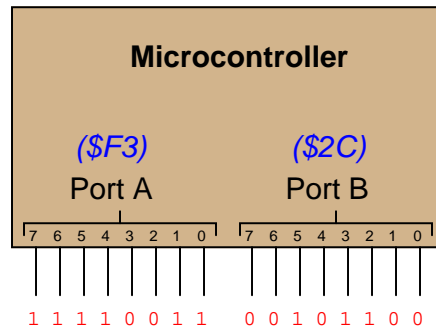 Microcontroller
($F3) ($2C)
Port A Port B
7 6 5 4 3 2 1 0 7 6 5 4 3 2 1 0
1 1 1 1 0 0 1 1 0 0 1 0 1 1 0 0